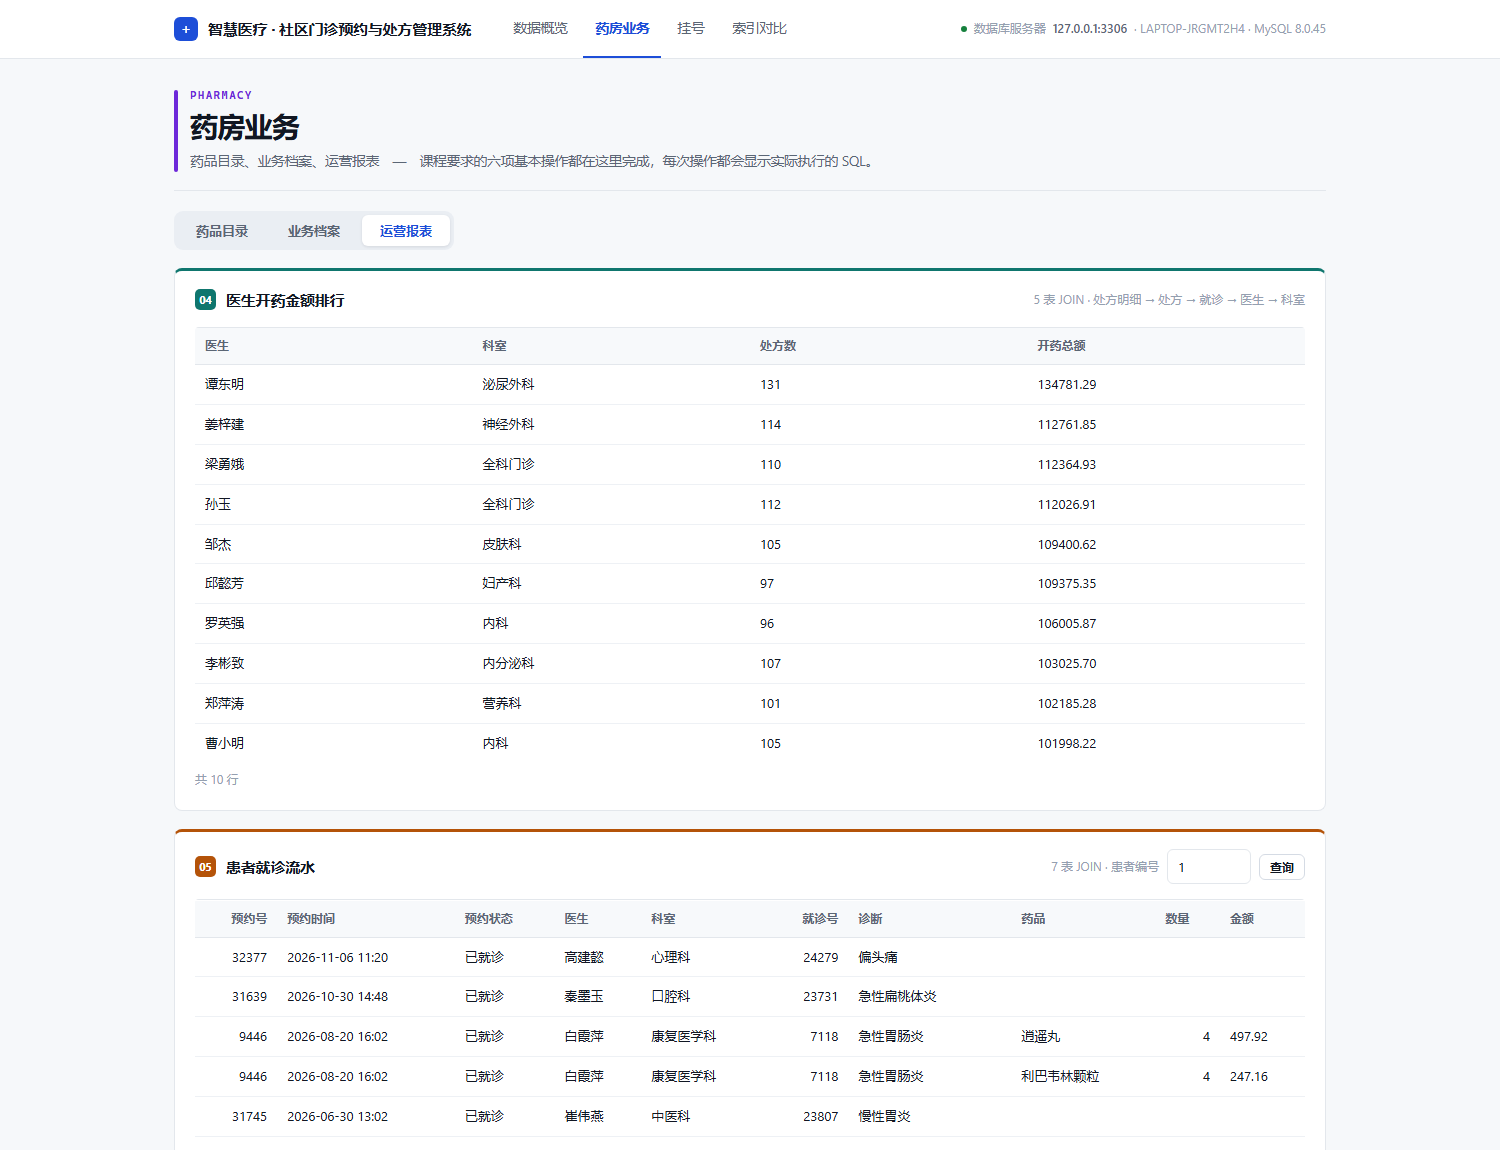 + 智慧医疗 · 社区门诊预约与处方管理系统 数据概览 药房业务 挂号 索引对比 数据库服务器 127.0.0.1:3306 · LAPTOP-JRGMT2H4 · MySQL 8.0.45
PHARMACY
药房业务
药品目录、业务档案、运营报表 — 课程要求的六项基本操作都在这里完成，每次操作都会显示实际执行的 SQL。
药品目录 业务档案 运营报表
04 医生开药金额排行 5 表 JOIN · 处方明细 → 处方 → 就诊 → 医生 → 科室
医生 科室 处方数 开药总额
谭东明 泌尿外科 131 134781.29
姜梓建 神经外科 114 112761.85
梁勇娥 全科门诊 110 112364.93
孙玉 全科门诊 112 112026.91
邹杰 皮肤科 105 109400.62
邱懿芳 妇产科 97 109375.35
罗英强 内科 96 106005.87
李彬致 内分泌科 107 103025.70
郑萍涛 营养科 101 102185.28
曹小明 内科 105 101998.22
共 10 行
05 患者就诊流水 7 表 JOIN · 患者编号 1 查询
预约号 预约时间 预约状态 医生 科室 就诊号 诊断 药品 数量 金额
32377 2026-11-06 11:20 已就诊 高建懿 心理科 24279 偏头痛
31639 2026-10-30 14:48 已就诊 秦墨玉 口腔科 23731 急性扁桃体炎
9446 2026-08-20 16:02 已就诊 白霞萍 康复医学科 7118 急性胃肠炎 逍遥丸 4 497.92
9446 2026-08-20 16:02 已就诊 白霞萍 康复医学科 7118 急性胃肠炎 利巴韦林颗粒 4 247.16
31745 2026-06-30 13:02 已就诊 崔伟燕 中医科 23807 慢性胃炎